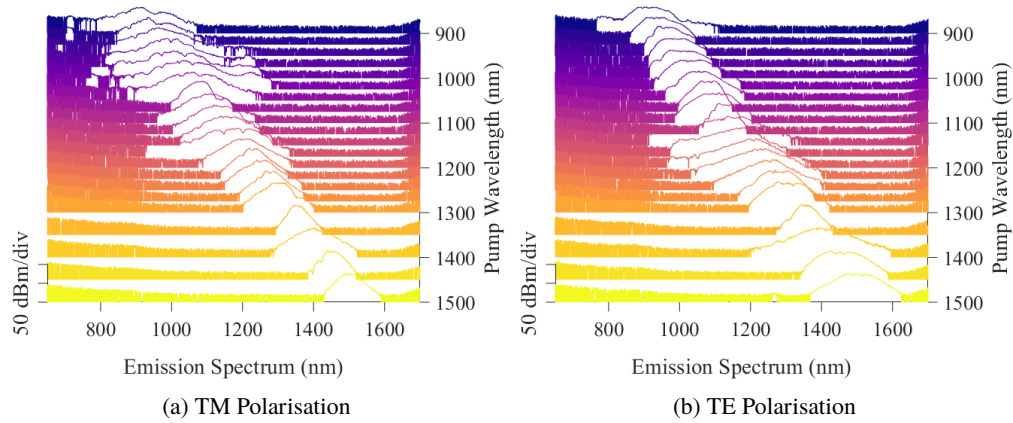 900
1000
1100
1200
1300
1400
1500
Pump Wavelength (nm)
50 dBm/div
800 1000 1200 1400 1600
Emission Spectrum (nm)
(a) TM Polarisation
900
1000
1100
1200
1300
1400
1500
Pump Wavelength (nm)
50 dBm/div
800 1000 1200 1400 1600
Emission Spectrum (nm)
(b) TE Polarisation